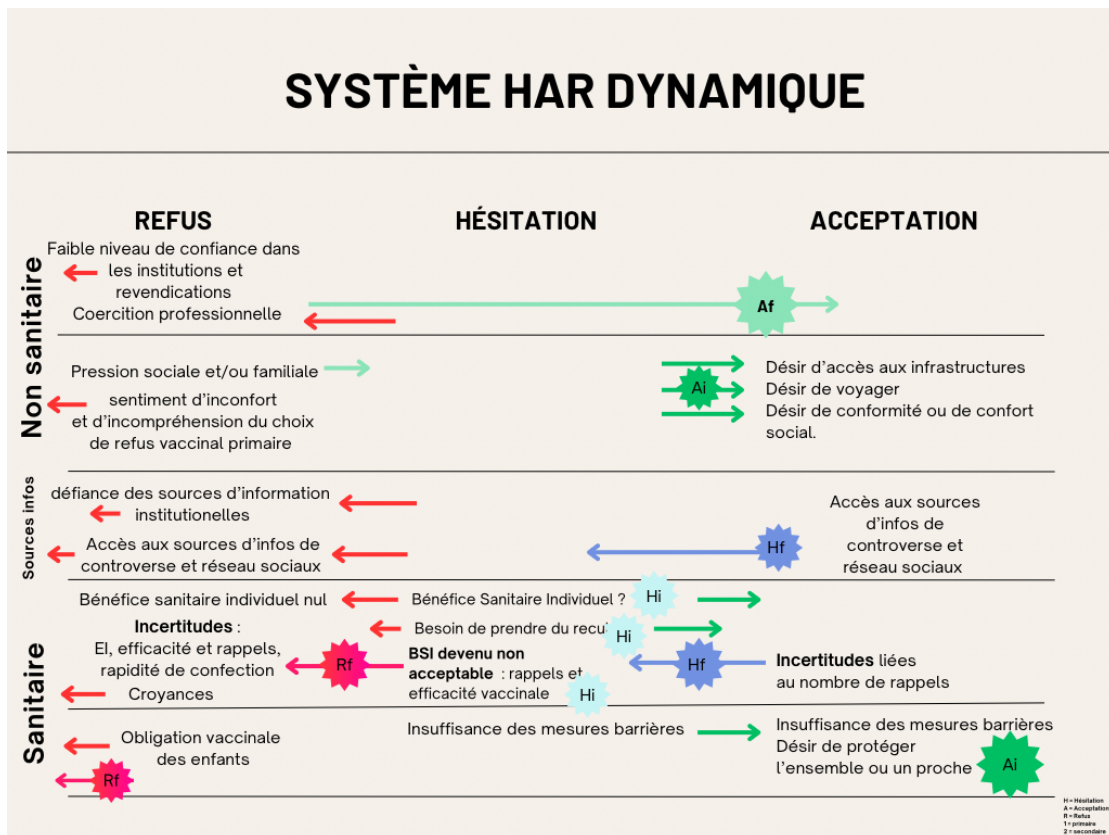 SYSTÈME HAR DYNAMIQUE
REFUS
HÉSITATION
ACCEPTATION
Non sanitaire
Faible niveau de confiance dans
les institutions et
revendications
Coercition professionnelle
Af
Pression sociale et/ou familiale
sentiment d'inconfort
et d'incompréhension du choix
de refus vaccinal primaire
Ai
Désir d'accès aux infrastructures
Désir de voyager
Désir de conformité ou de confort
social.
Sources infos
défiance des sources d'information
institutionelles
Accès aux sources d'infos de
controverse et réseau sociaux
Hf
Accès aux sources
d'infos de
controverse et
réseau sociaux
Sanitaire
Bénéfice sanitaire individuel nul
Bénéfice Sanitaire Individuel ?
Hi
Incertitudes :
EI, efficacité et rappels,
rapidité de confection
Croyances
Rf
Besoin de prendre du recul
Hi
BSI devenu non
acceptable : rappels et
efficacité vaccinale
Hi
Hf
Incertitudes liées
au nombre de rappels
Obligation vaccinale
des enfants
Rf
Insuffisance des mesures barrières
Insuffisance des mesures barrières
Désir de protéger
l'ensemble ou un proche
Ai
H = Hésitation
A = Acceptation
R = Refus
1 = primaire
2 = secondaire